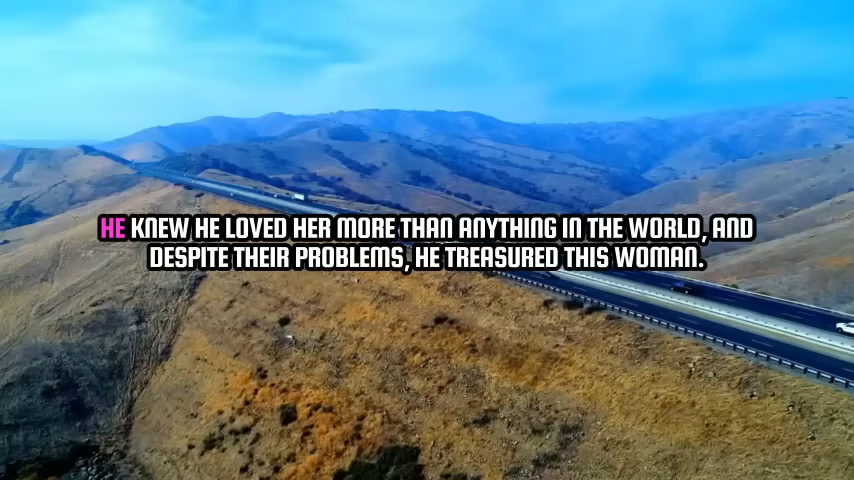 HE KNEW HE LOVED HER MORE THAN ANYTHING IN THE WORLD, AND
DESPITE THEIR PROBLEMS, HE TREASURED THIS WOMAN.